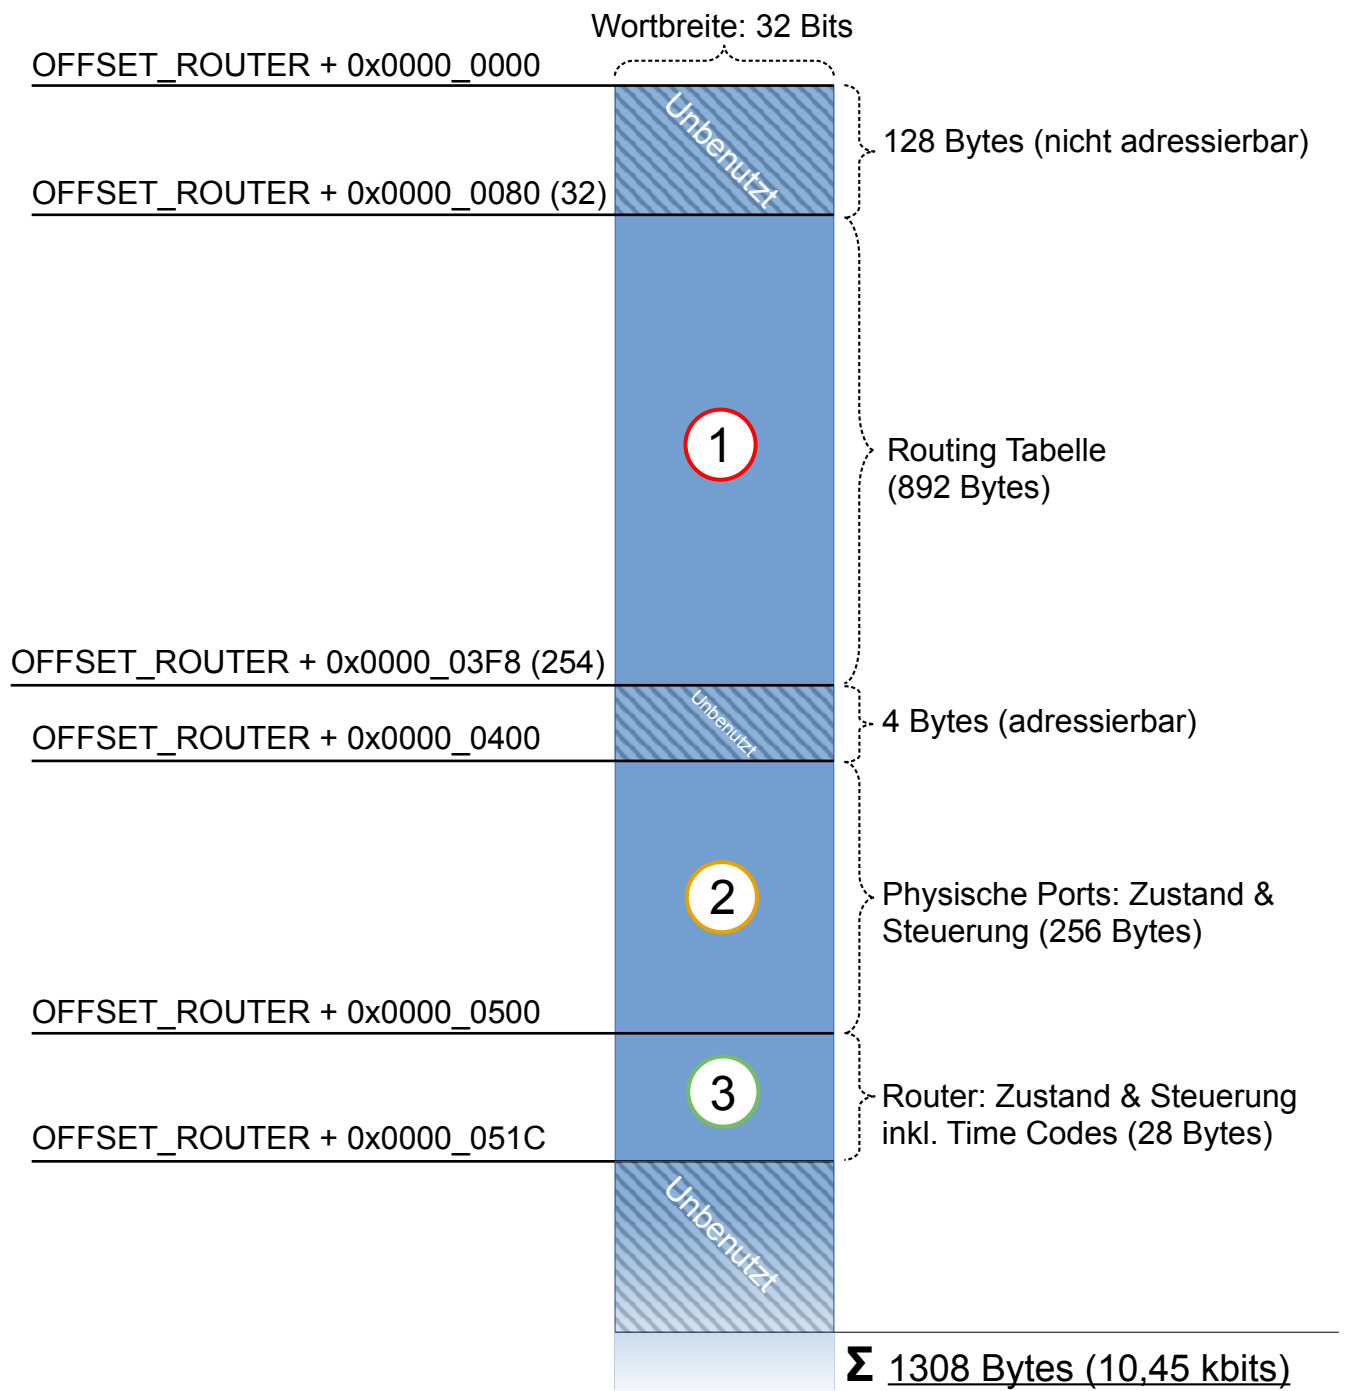 Wortbreite: 32 Bits
OFFSET_ROUTER + 0x0000_0000
Unbenutzt
128 Bytes (nicht adressierbar)
OFFSET_ROUTER + 0x0000_0080 (32)
1
Routing Tabelle
(892 Bytes)
OFFSET_ROUTER + 0x0000_03F8 (254)
Unbenutzt
4 Bytes (adressierbar)
OFFSET_ROUTER + 0x0000_0400
2
Physische Ports: Zustand &
Steuerung (256 Bytes)
OFFSET_ROUTER + 0x0000_0500
3
Router: Zustand & Steuerung
inkl. Time Codes (28 Bytes)
OFFSET_ROUTER + 0x0000_051C
Unbenutzt
Σ 1308 Bytes (10,45 kbits)